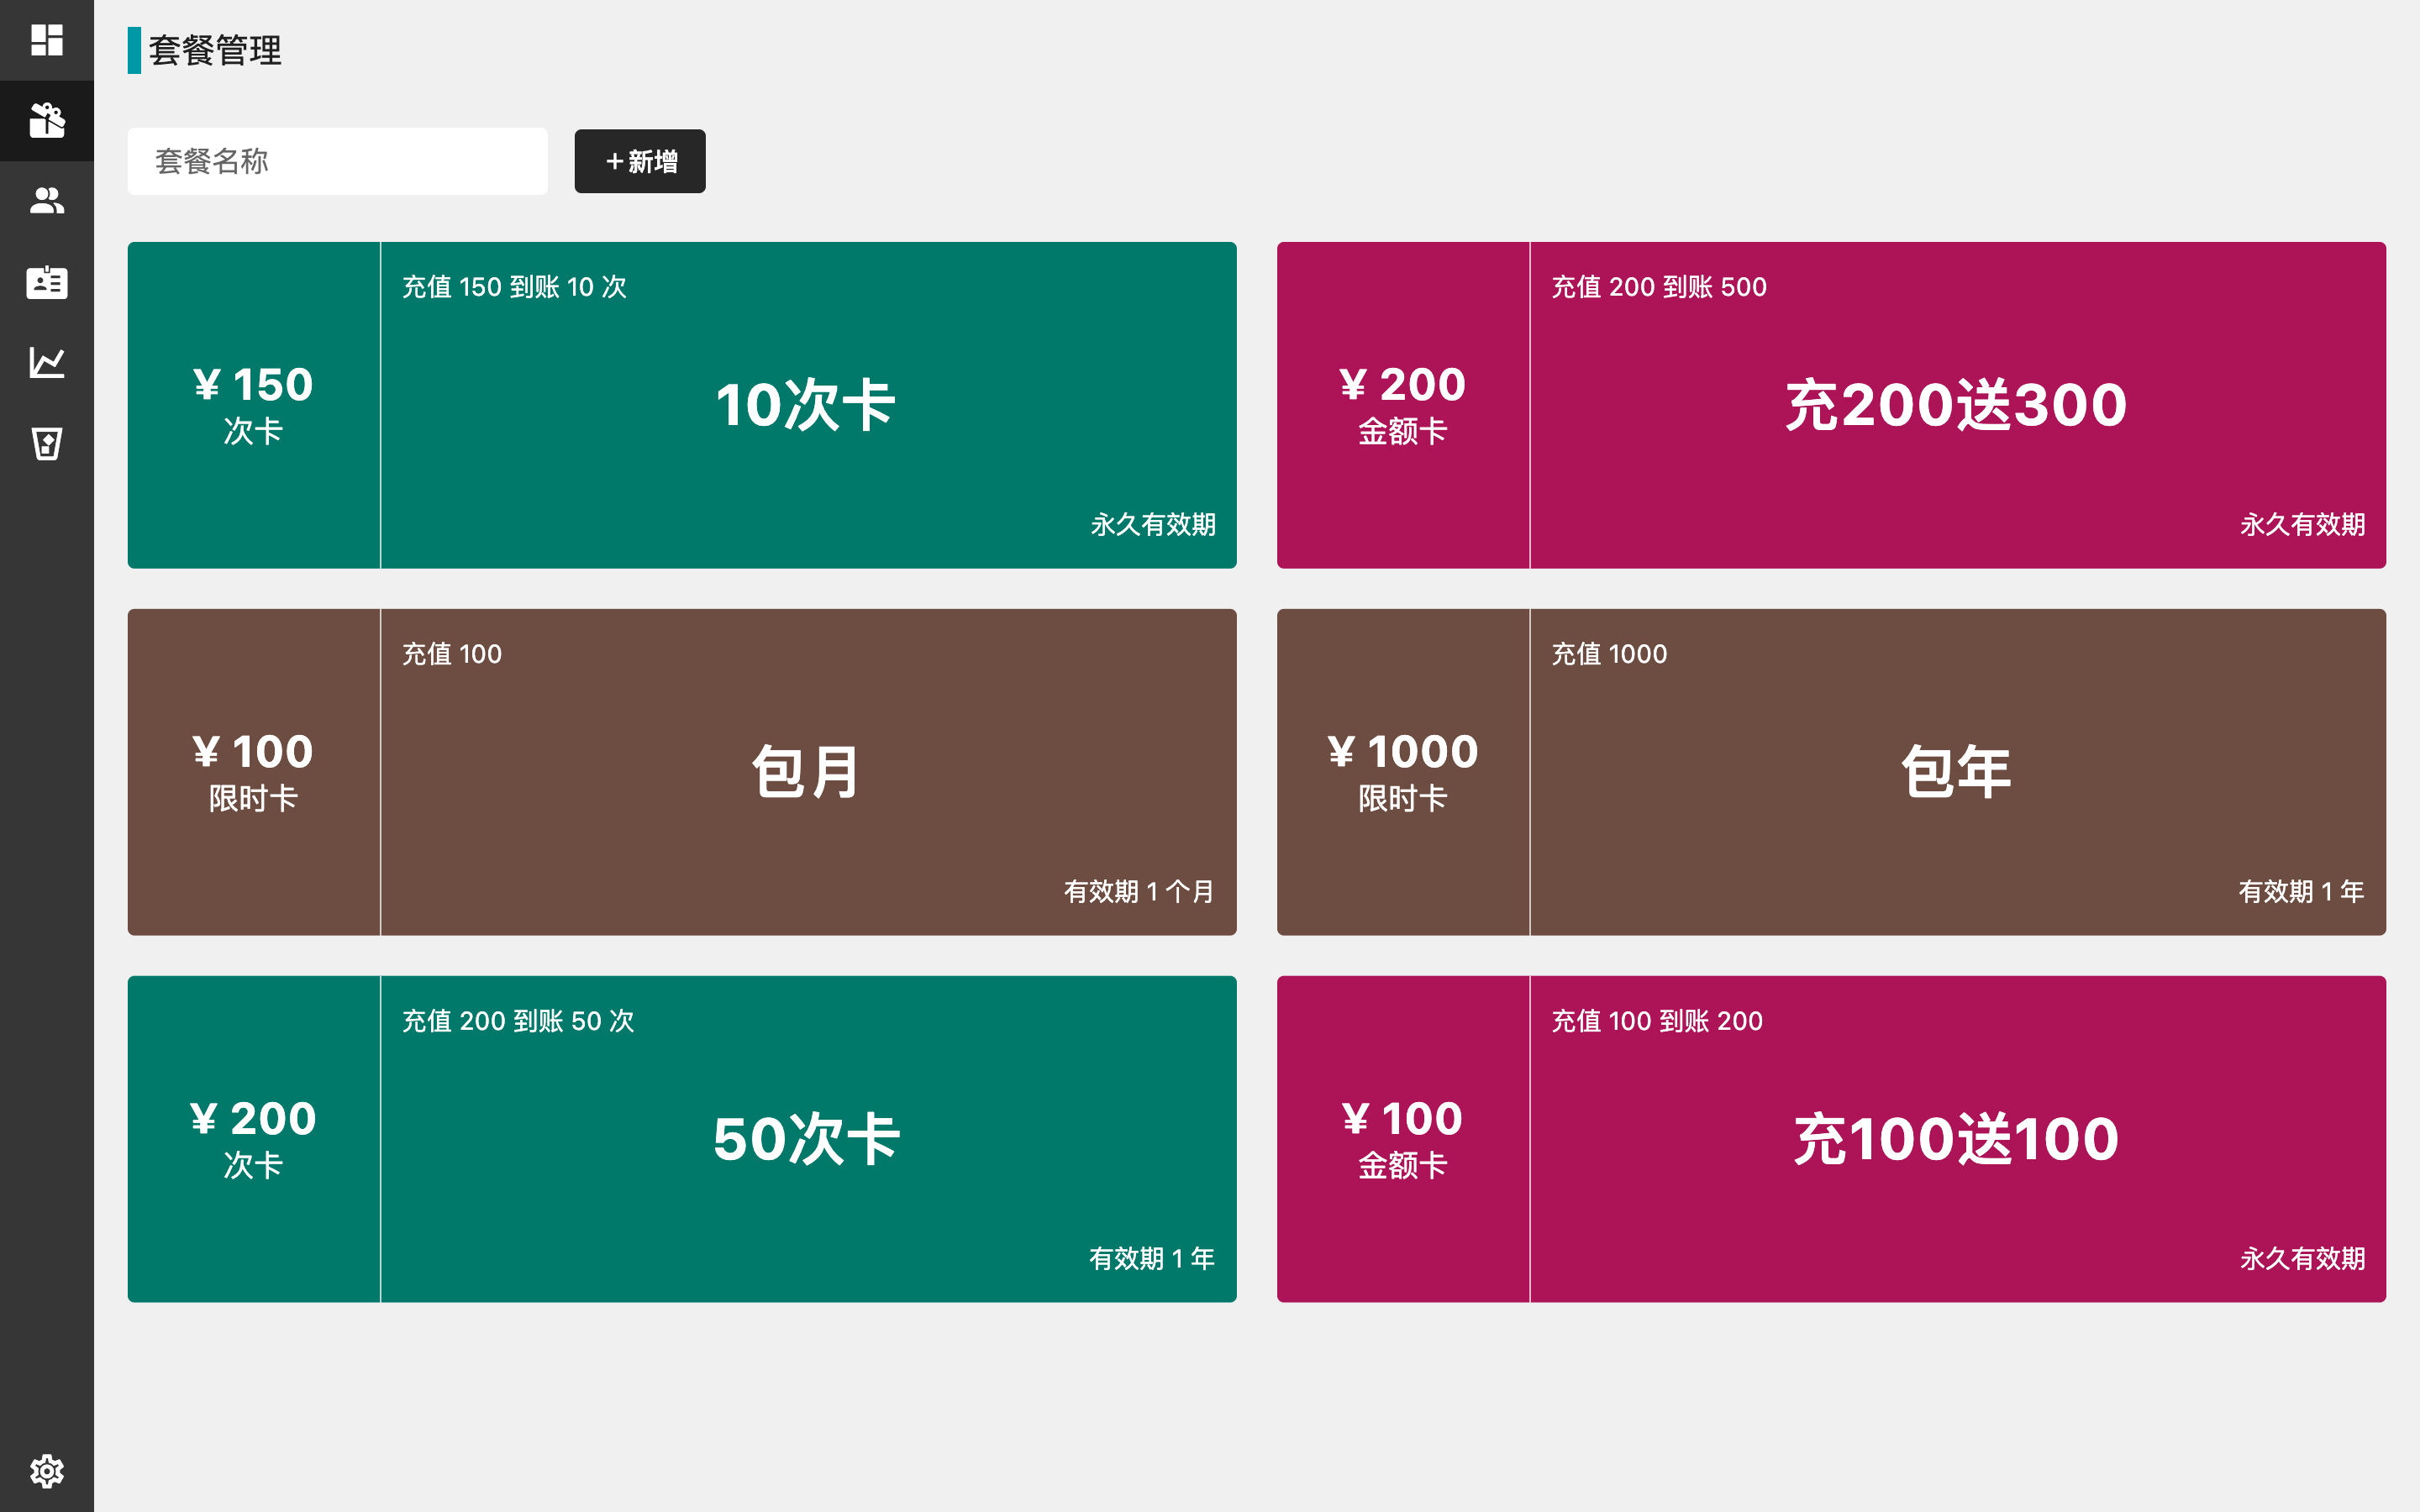 套餐管理
套餐名称
+ 新增
充值 150 到账 10 次
¥ 150
次卡
10次卡
永久有效期
充值 200 到账 500
¥ 200
金额卡
充200送300
永久有效期
充值 100
¥ 100
限时卡
包月
有效期 1 个月
充值 1000
¥ 1000
限时卡
包年
有效期 1 年
充值 200 到账 50 次
¥ 200
次卡
50次卡
有效期 1 年
充值 100 到账 200
¥ 100
金额卡
充100送100
永久有效期